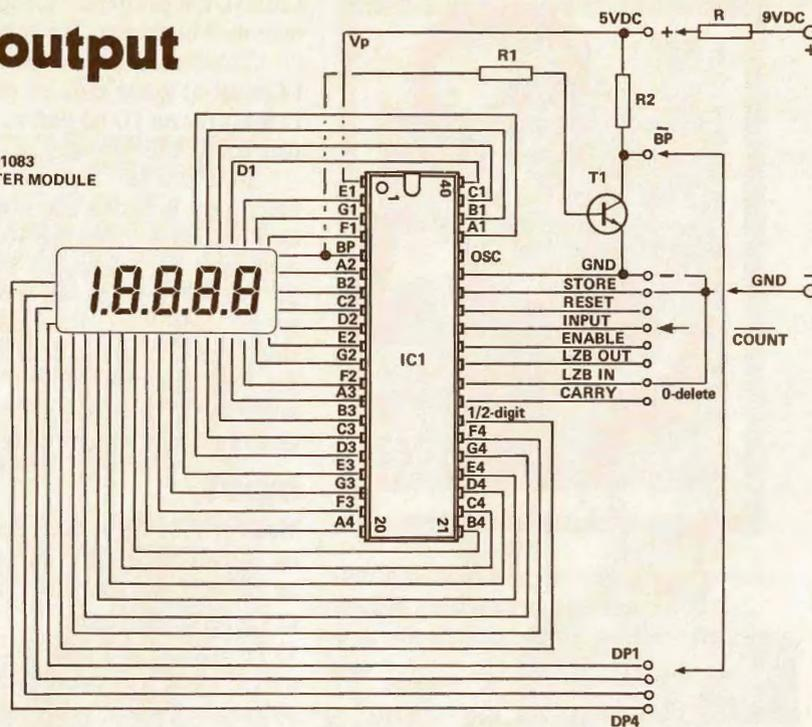 output
1083
TER MODULE
5VDC
+
R
9VDC
+
Vp
R1
R2
BP
T1
D1
E1
G1
F1
BP
A2
B2
C2
D2
E2
G2
F2
A3
B3
C3
D3
E3
G3
F3
A4
1
40
20
21
IC1
C1
B1
A1
OSC
GND
STORE
RESET
INPUT
ENABLE
LZB OUT
LZB IN
CARRY
1/2-digit
F4
G4
E4
D4
C4
B4
GND
COUNT
0-delete
1.8.8.8.8
DP1
DP4